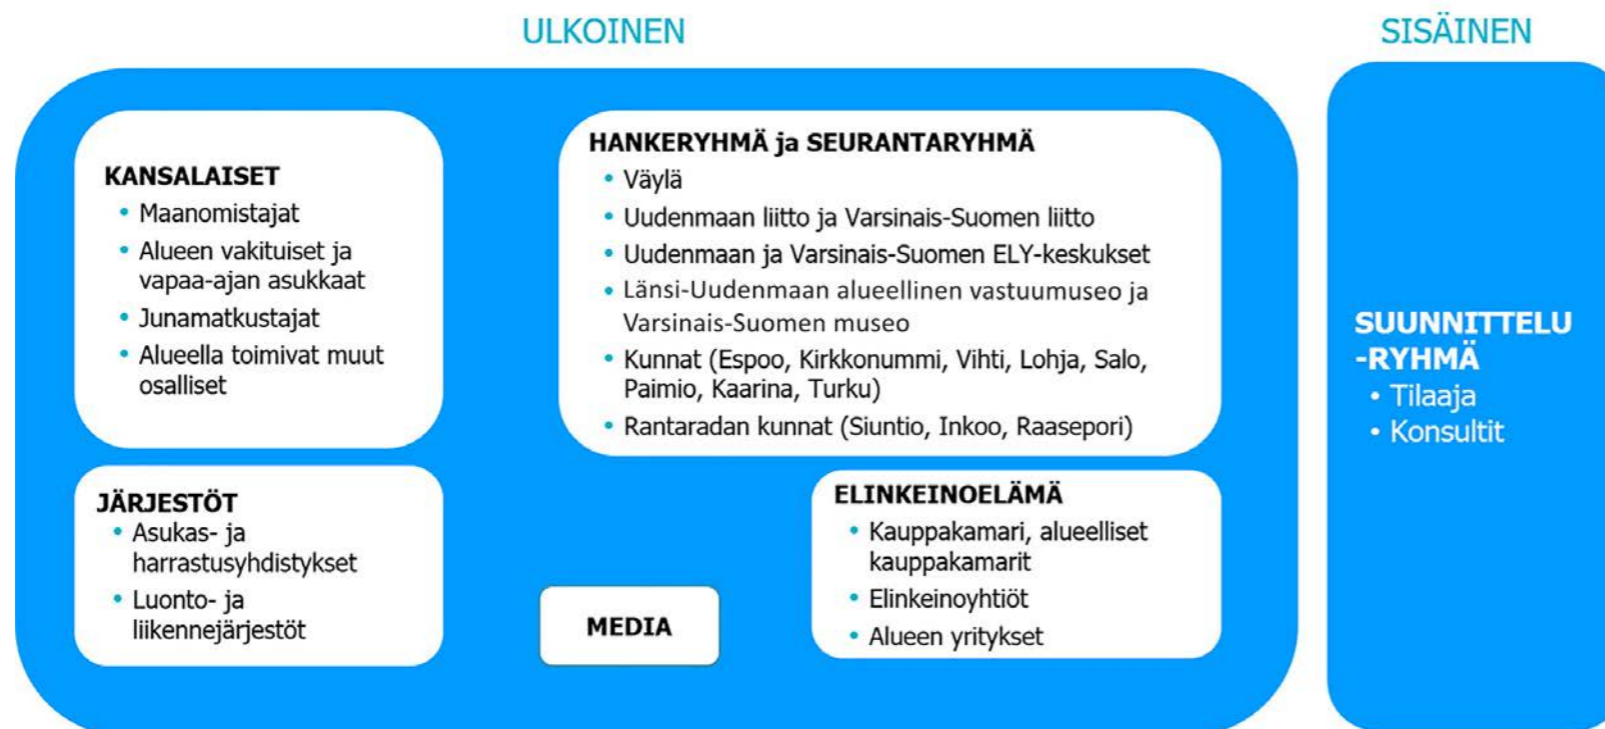 ULKOINEN
SISÄINEN
KANSALAISET
• Maanomistajat
• Alueen vakituiset ja
vapaa-ajan asukkaat
• Junamatkustajat
• Alueella toimivat muut
osalliset
HANKERYHMÄ ja SEURANTARYHMÄ
• Väylä
• Uudenmaan liitto ja Varsinais-Suomen liitto
• Uudenmaan ja Varsinais-Suomen ELY-keskukset
• Länsi-Uudenmaan alueellinen vastuumuseo ja
Varsinais-Suomen museo
• Kunnat (Espoo, Kirkkonummi, Vihti, Lohja, Salo,
Paimio, Kaarina, Turku)
• Rantaradan kunnat (Siuntio, Inkoo, Raasepori)
JÄRJESTÖT
• Asukas- ja
harrastusyhdistykset
• Luonto- ja
liikennejärjestöt
MEDIA
ELINKEINOELÄMÄ
• Kauppakamari, alueelliset
kauppakamarit
• Elinkeinoyhtiöt
• Alueen yritykset
SUUNNITTELU
-RYHMÄ
• Tilaaja
• Konsultit